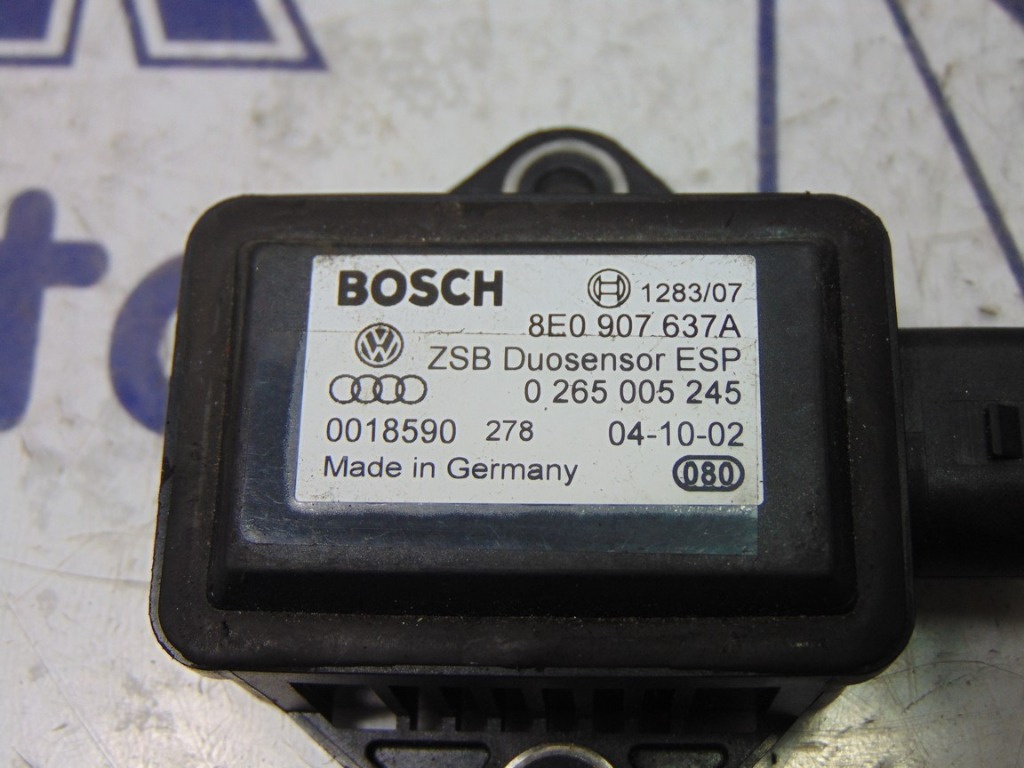 BOSCH 1283/07
8E0 907 637A
ZSB Duosensor ESP
0 265 005 245
0018590 278 04-10-02
Made in Germany 080